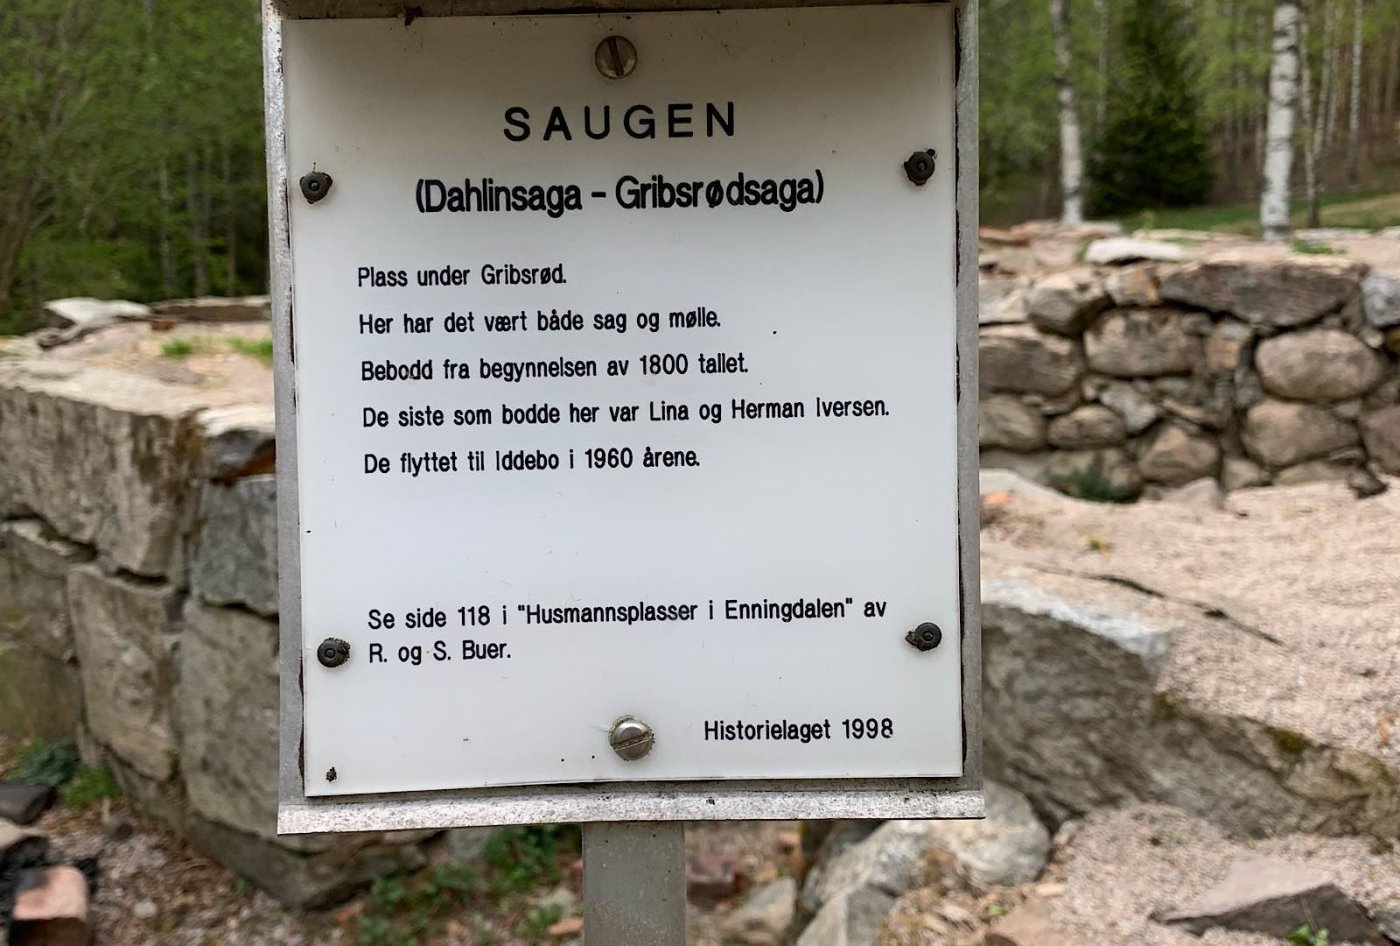 SAUGEN
(Dahlinsaga - Gribsrødsaga)
Plass under Gribsrød.
Her har det vært både sag og mølle.
Bebodd fra begynnelsen av 1800 tallet.
De siste som bodde her var Lina og Herman Iversen.
De flyttet til Iddebo i 1960 årene.
Se side 118 i "Husmannsplasser i Enningdalen" av
R. og S. Buer.
Historielaget 1998